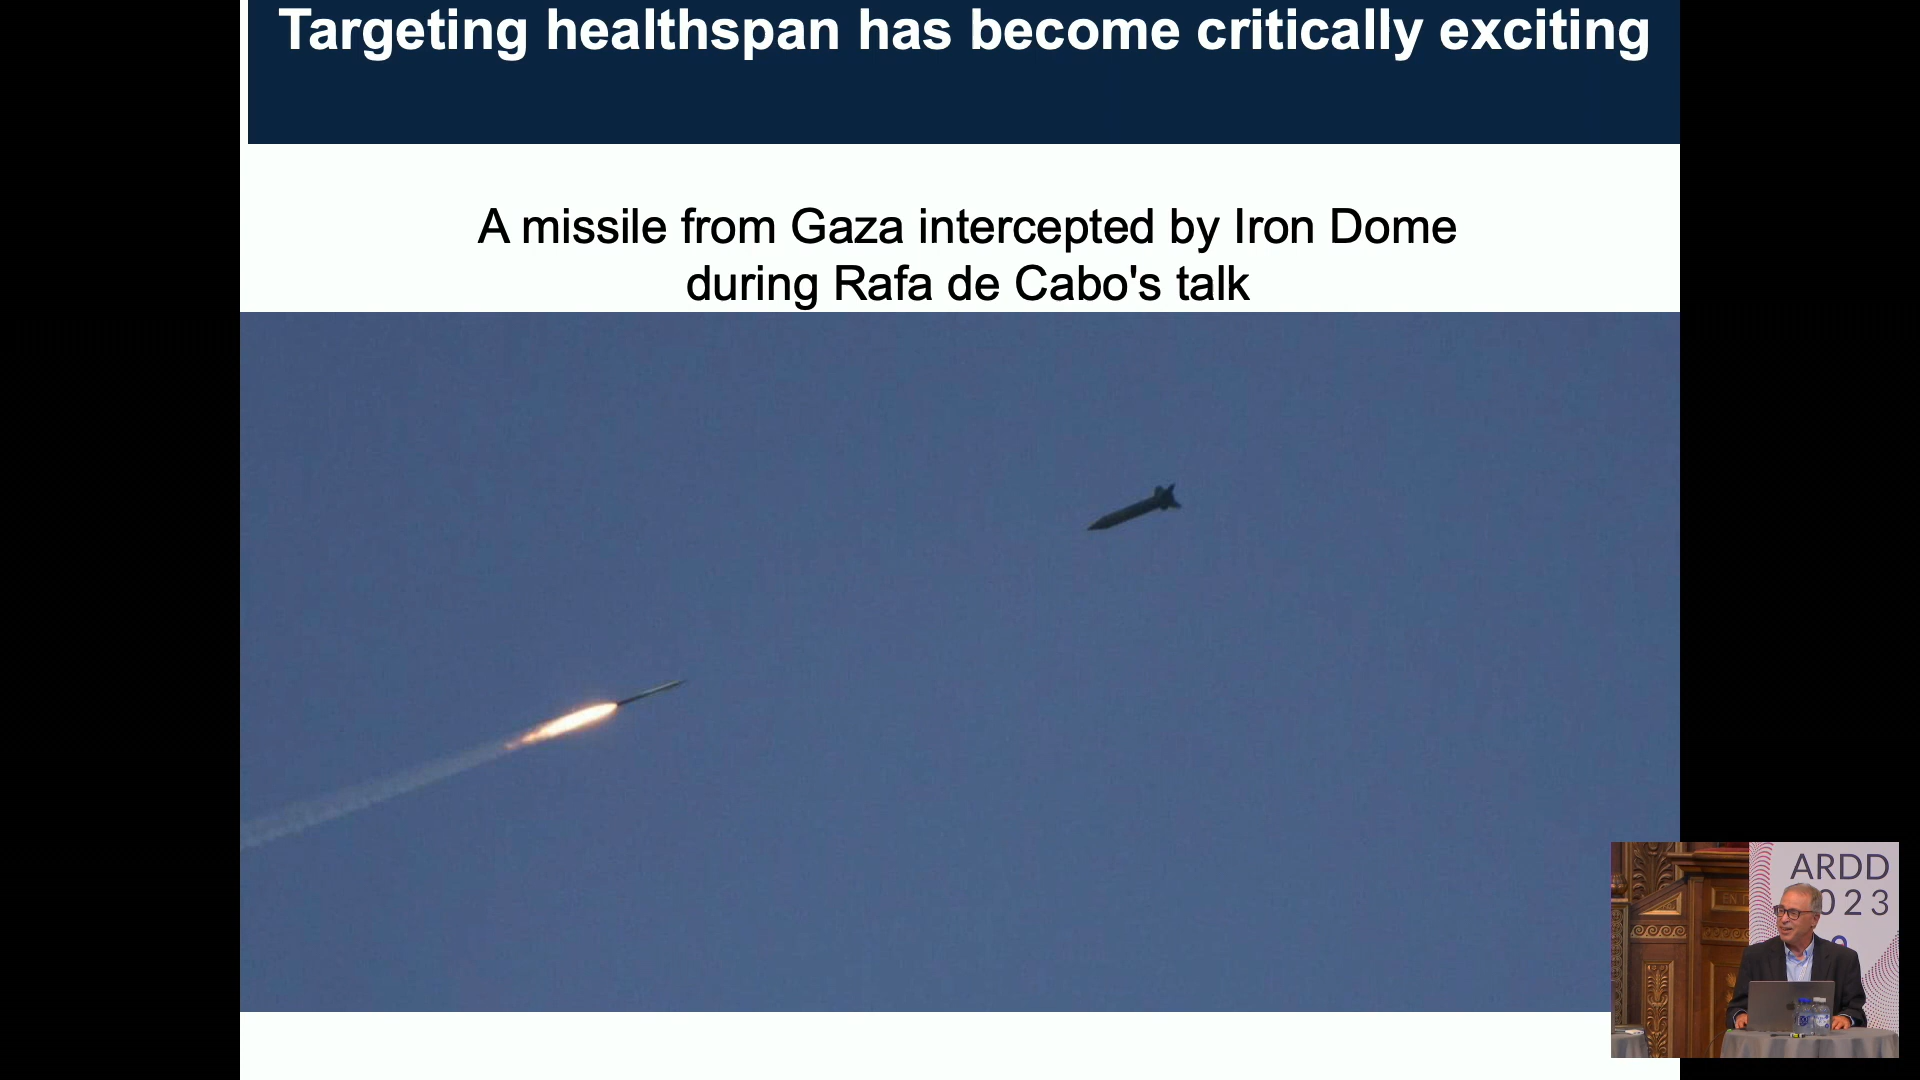 Targeting healthspan has become critically exciting
A missile from Gaza intercepted by Iron Dome
during Rafa de Cabo's talk
ARDD
023